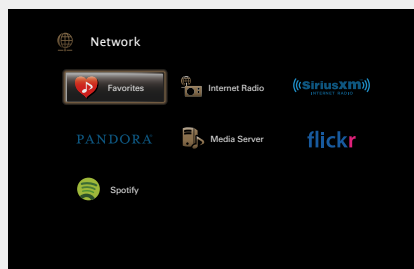 Network
Favorites
Internet Radio
((SiriusXM))
INTERNET RADIO
PANDORA
Media Server
flickr
Spotify